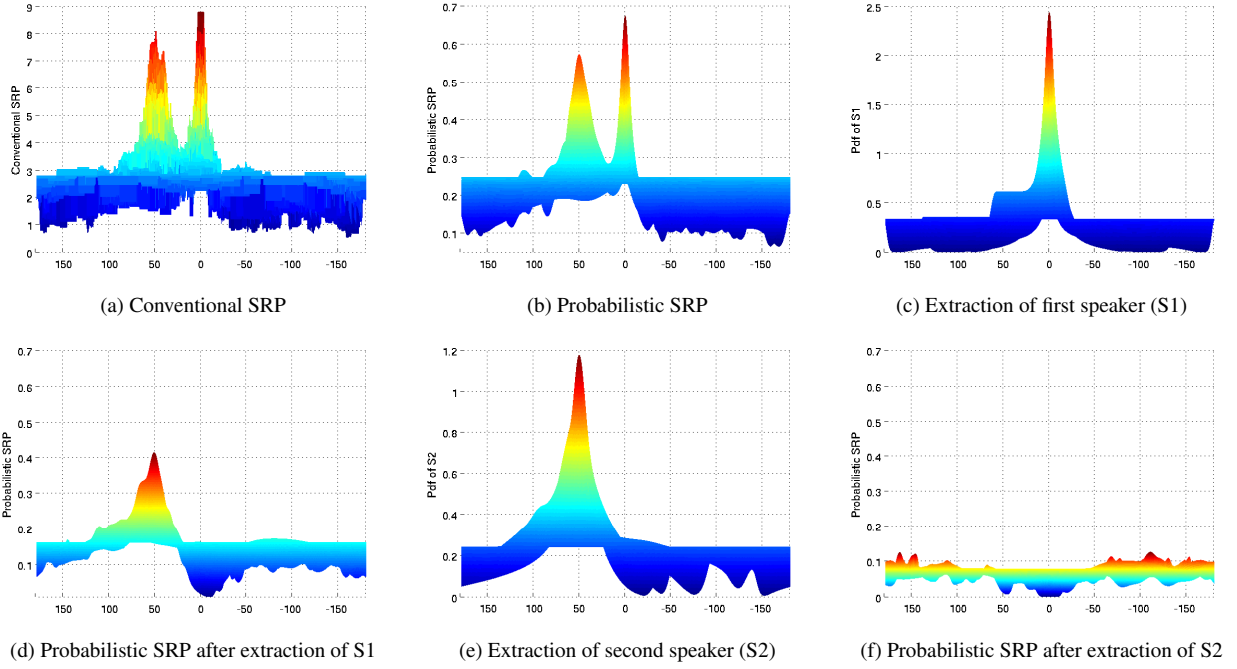 9
8
7
6
5
4
3
2
1
0
Conventional SRP
150 100 50 0 -50 -100 -150
(a) Conventional SRP
0.7
0.6
0.5
0.4
0.3
0.2
0.1
Probabilistic SRP
150 100 50 0 -50 -100 -150
(b) Probabilistic SRP
2.5
2
1.5
1
0.5
0
Pdf of S1
150 100 50 0 -50 -100 -150
(c) Extraction of first speaker (S1)
0.7
0.6
0.5
0.4
0.3
0.2
0.1
Probabilistic SRP
150 100 50 0 -50 -100 -150
(d) Probabilistic SRP after extraction of S1
1.2
1
0.8
0.6
0.4
0.2
0
Pdf of S2
150 100 50 0 -50 -100 -150
(e) Extraction of second speaker (S2)
0.7
0.6
0.5
0.4
0.3
0.2
0.1
0
Probabilistic SRP
150 100 50 0 -50 -100 -150
(f) Probabilistic SRP after extraction of S2